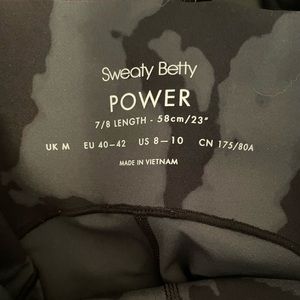 Sweaty Betty
POWER
7/8 LENGTH - 58cm/23"
UK M EU 40-42 US 8-10 CN 175/80A
MADE IN VIETNAM